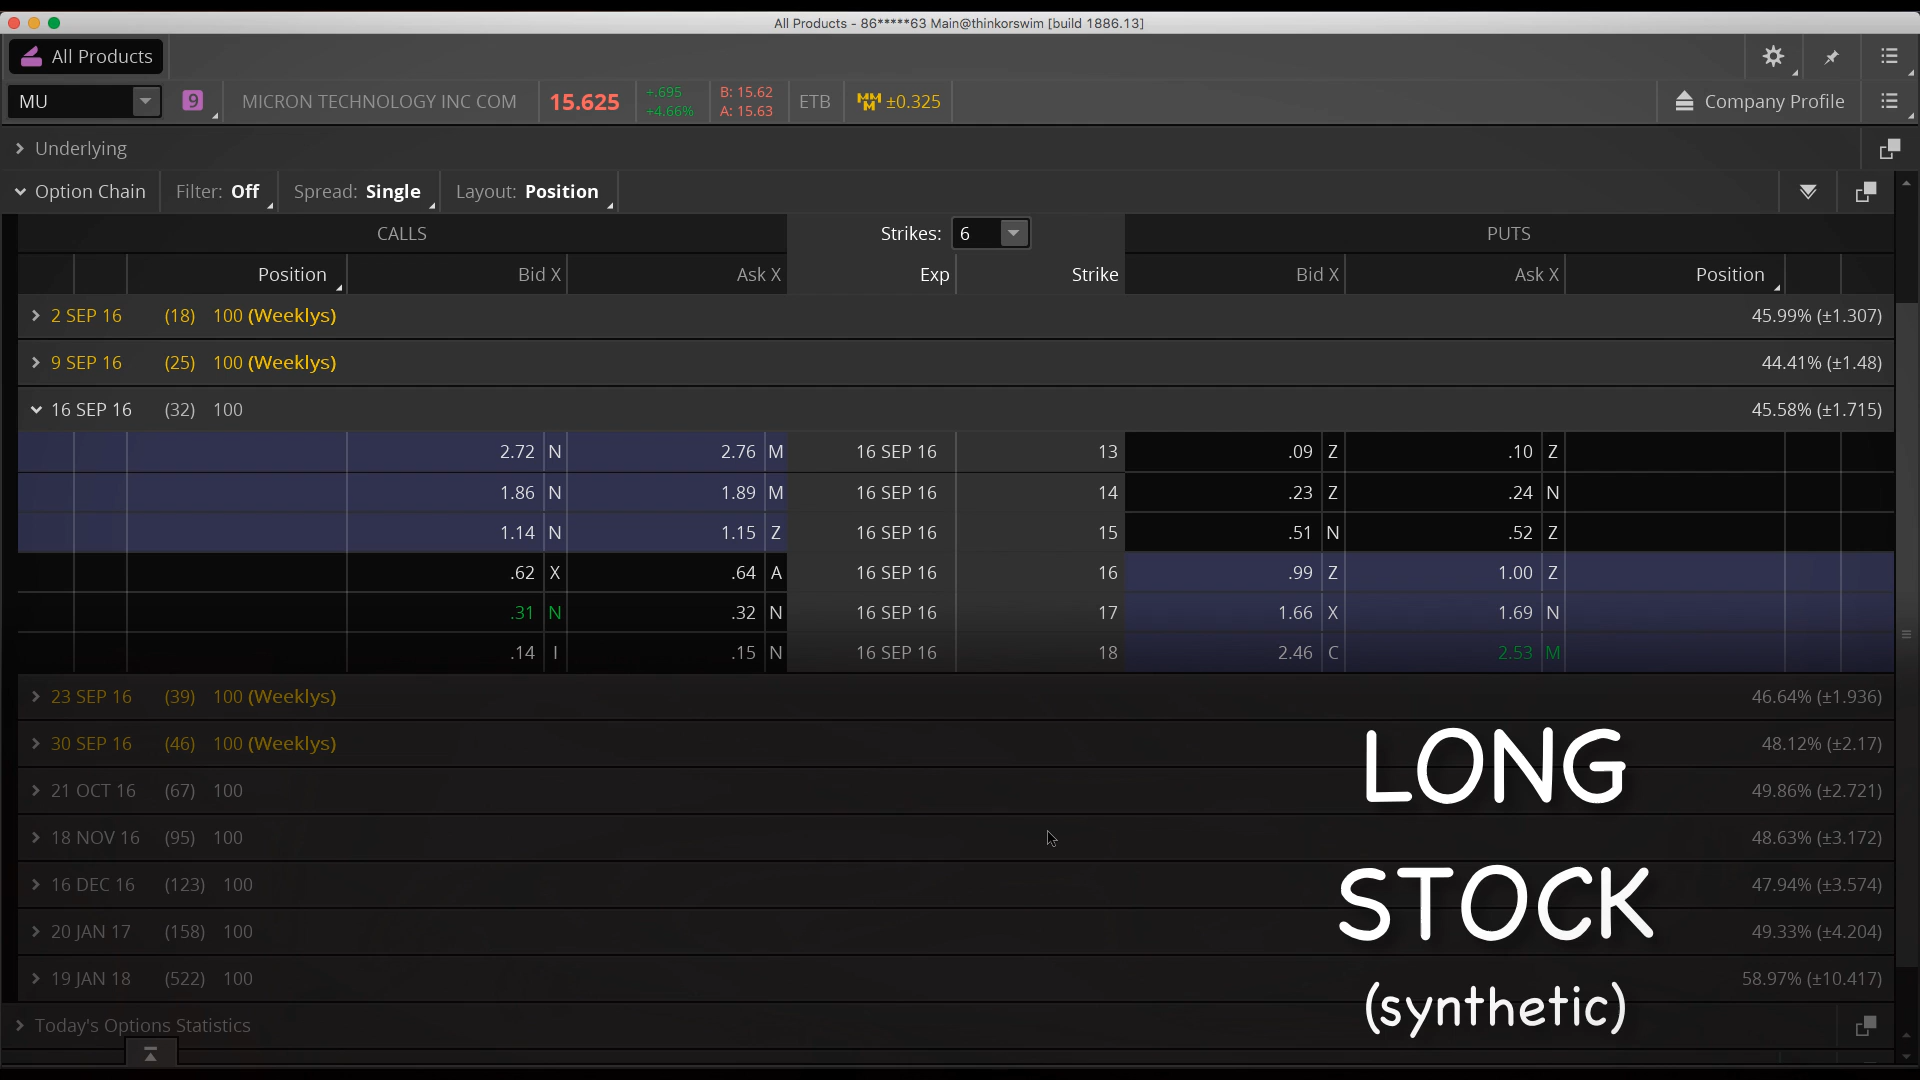 All Products - 86*****63 Main@thinkorswim [build 1886.13]
All Products
MU 9 MICRON TECHNOLOGY INC COM 15.625 +.695 +4.66% B: 15.62 A: 15.63 ETB MMM ±0.325 Company Profile
Underlying
Option Chain Filter: Off Spread: Single Layout: Position
CALLS Strikes: 6 PUTS
Position Bid X Ask X Exp Strike Bid X Ask X Position
2 SEP 16 (18) 100 (Weeklys) 45.99% (±1.307)
9 SEP 16 (25) 100 (Weeklys) 44.41% (±1.48)
16 SEP 16 (32) 100 45.58% (±1.715)
2.72 N 2.76 M 16 SEP 16 13 .09 Z .10 Z
1.86 N 1.89 M 16 SEP 16 14 .23 Z .24 N
1.14 N 1.15 Z 16 SEP 16 15 .51 N .52 Z
.62 X .64 A 16 SEP 16 16 .99 Z 1.00 Z
.31 N .32 N 16 SEP 16 17 1.66 X 1.69 N
.14 I .15 N 16 SEP 16 18 2.46 C 2.53 M
23 SEP 16 (39) 100 (Weeklys) 46.64% (±1.936)
30 SEP 16 (46) 100 (Weeklys) 48.12% (±2.17)
21 OCT 16 (67) 100 49.86% (±2.721)
18 NOV 16 (95) 100 48.63% (±3.172)
16 DEC 16 (123) 100 47.94% (±3.574)
20 JAN 17 (158) 100 49.33% (±4.204)
19 JAN 18 (522) 100 58.97% (±10.417)
Today's Options Statistics
LONG
STOCK
(synthetic)